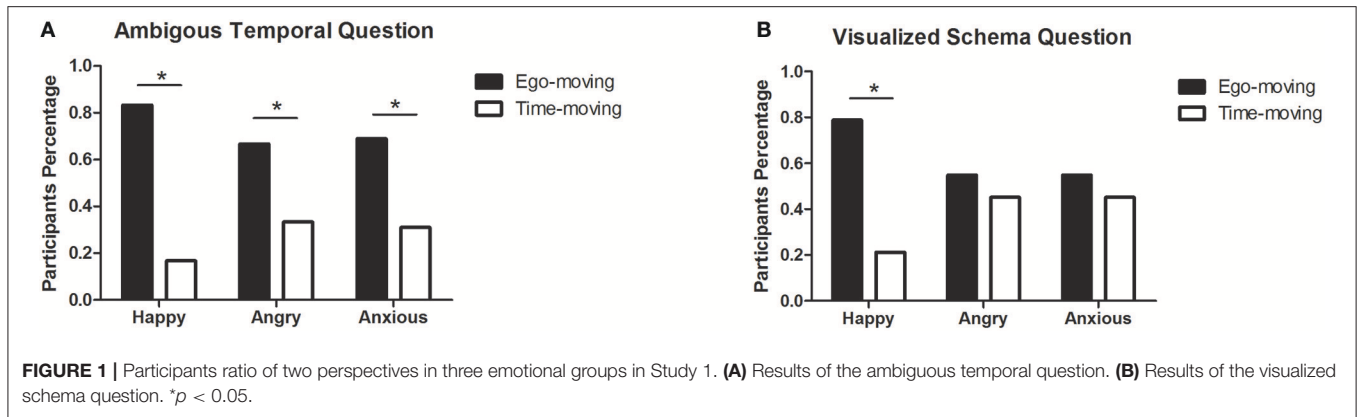 A
Ambigous Temporal Question
Participants Percentage
1.0
0.8
0.6
0.4
0.2
0.0
*
*
*
Happy
Angry
Anxious
Ego-moving
Time-moving
B
Visualized Schema Question
Participants Percentage
1.0
0.8
0.6
0.4
0.2
0.0
*
Happy
Angry
Anxious
Ego-moving
Time-moving
FIGURE 1 | Participants ratio of two perspectives in three emotional groups in Study 1. (A) Results of the ambiguous temporal question. (B) Results of the visualized
schema question. *p < 0.05.